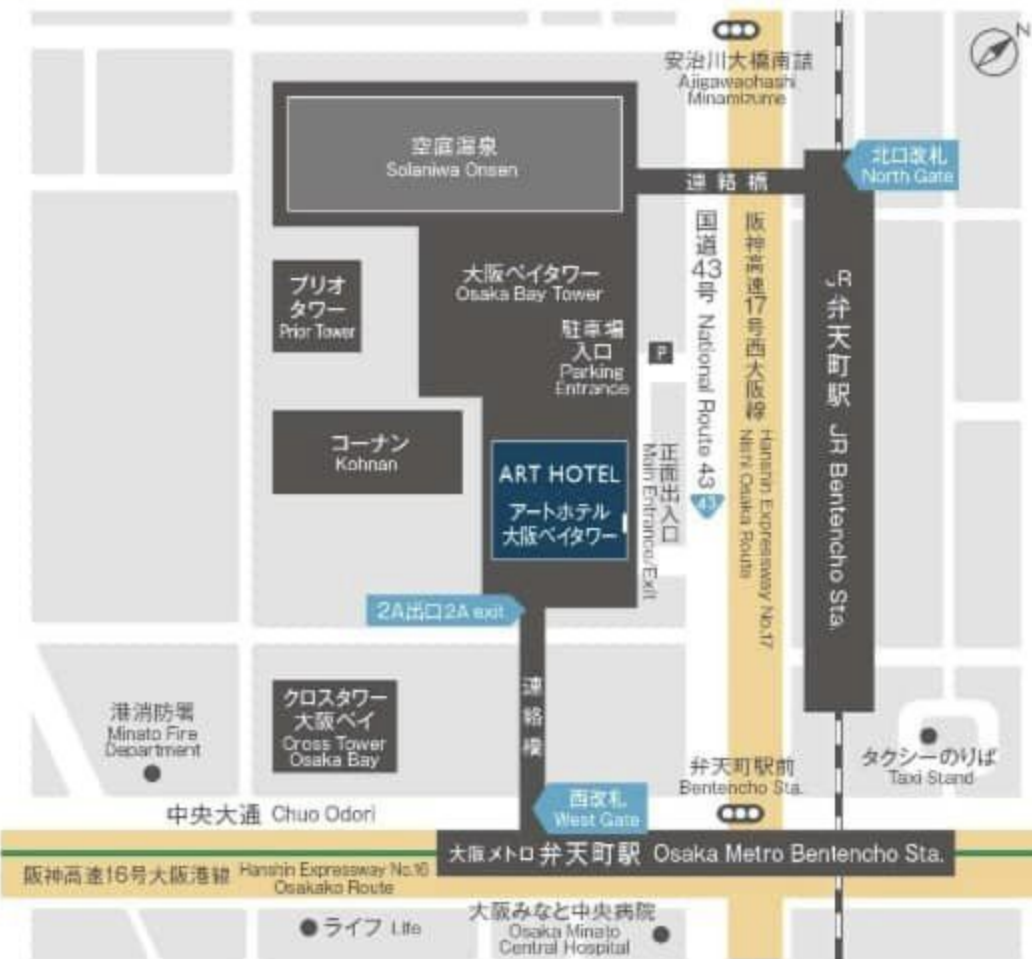 N
安治川大橋南詰
Ajigawaohashi
Minamizume
空庭温泉
Solaniwa Onsen
北口改札
North Gate
連絡橋
国道43号 National Route 43
43
阪神高速17号西大阪線
Hanshin Expressway No.17
Nishi Osaka Route
JR弁天町駅 JR Bentencho Sta.
プリオ
タワー
Prior Tower
大阪ベイタワー
Osaka Bay Tower
駐車場
入口
Parking
Entrance
P
コーナン
Kohnan
ART HOTEL
アートホテル
大阪ベイタワー
正面出入口
Main Entrance/Exit
2A出口2A exit
連絡橋
港消防署
Minato Fire
Department
クロスタワー
大阪ベイ
Cross Tower
Osaka Bay
弁天町駅前
Bentencho Sta.
タクシーのりば
Taxi Stand
西改札
West Gate
中央大通 Chuo Odori
大阪メトロ弁天町駅 Osaka Metro Bentencho Sta.
阪神高速16号大阪港線
Hanshin Expressway No.16
Osakako Route
ライフ Life
大阪みなと中央病院
Osaka Minato
Central Hospital